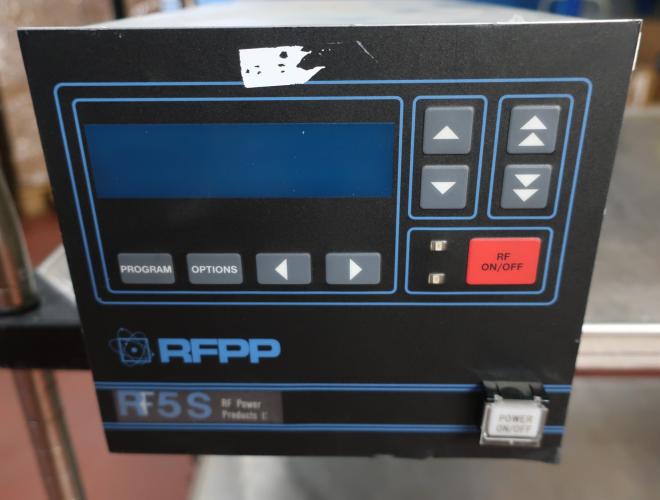 PROGRAM OPTIONS
RF
ON/OFF
RFPP
RF5S RF Power
Products
POWER
ON/OFF